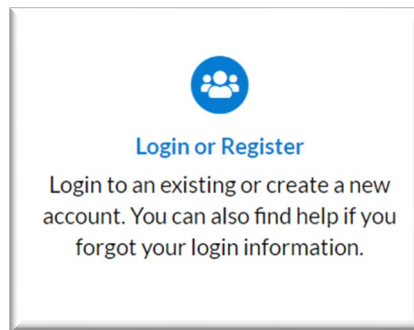 Login or Register
Login to an existing or create a new
account. You can also find help if you
forgot your login information.